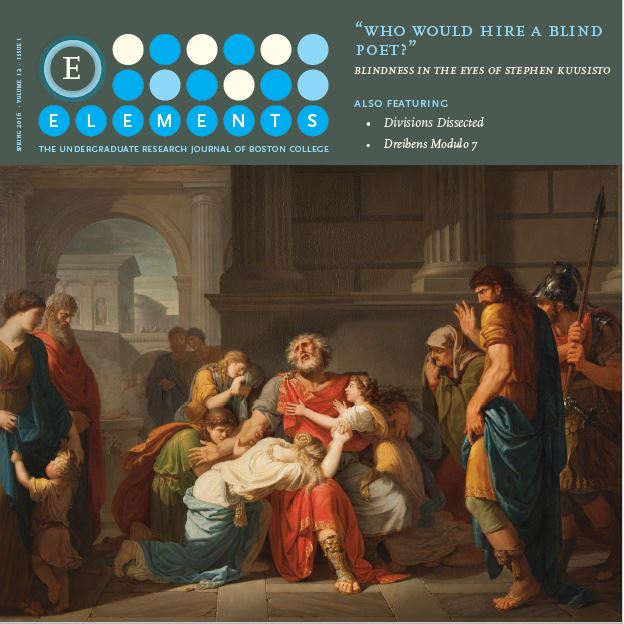 SPRING 2016 · VOLUME 12 · ISSUE 1
E
ELEMENTS
THE UNDERGRADUATE RESEARCH JOURNAL OF BOSTON COLLEGE
“WHO WOULD HIRE A BLIND
POET?”
BLINDNESS IN THE EYES OF STEPHEN KUUSISTO
ALSO FEATURING
• Divisions Dissected
• Dreibens Modulo 7